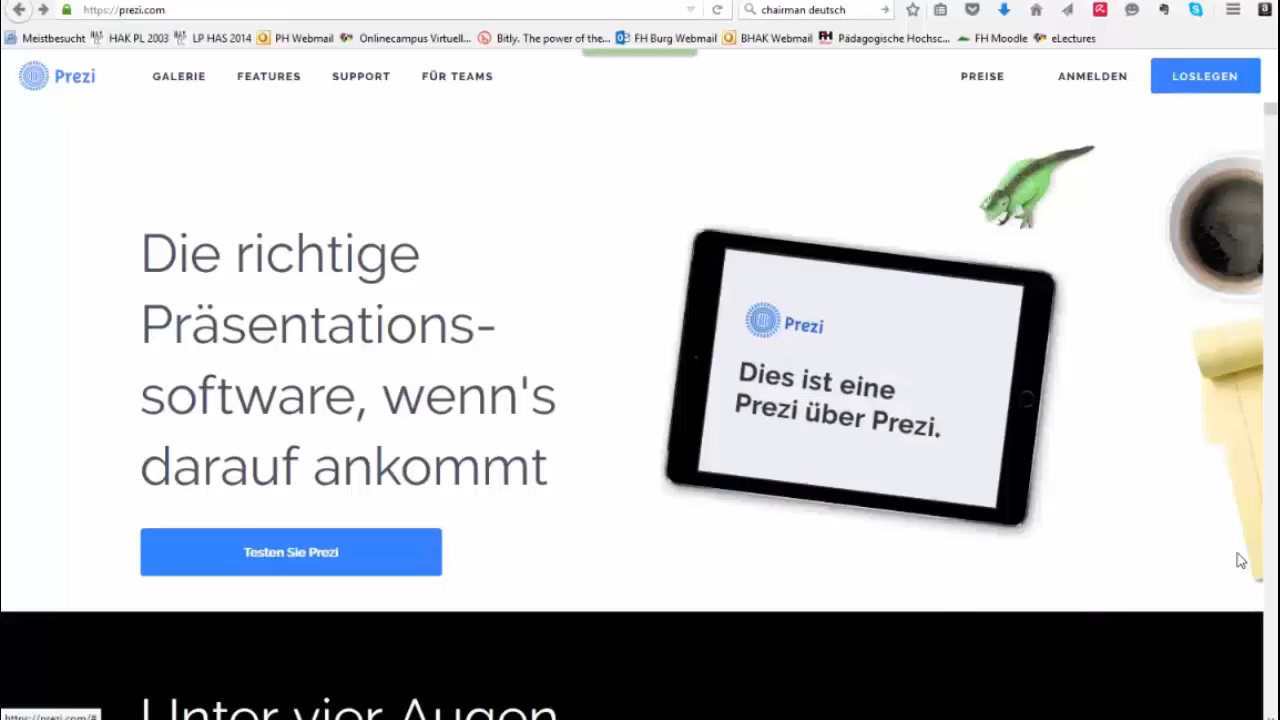 https://prezi.com
chairman deutsch
Meistbesucht
HAK PL 2003
LP HAS 2014
PH Webmail
Onlinecampus Virtuell...
Bitly. The power of the...
FH Burg Webmail
BHAK Webmail
Pädagogische Hochsc...
FH Moodle
eLectures
Prezi
GALERIE
FEATURES
SUPPORT
FÜR TEAMS
PREISE
ANMELDEN
LOSLEGEN
Die richtige
Präsentations-
software, wenn's
darauf ankommt
Testen Sie Prezi
Prezi
Dies ist eine
Prezi über Prezi.
Unter vier Augen
https://prezi.com/#